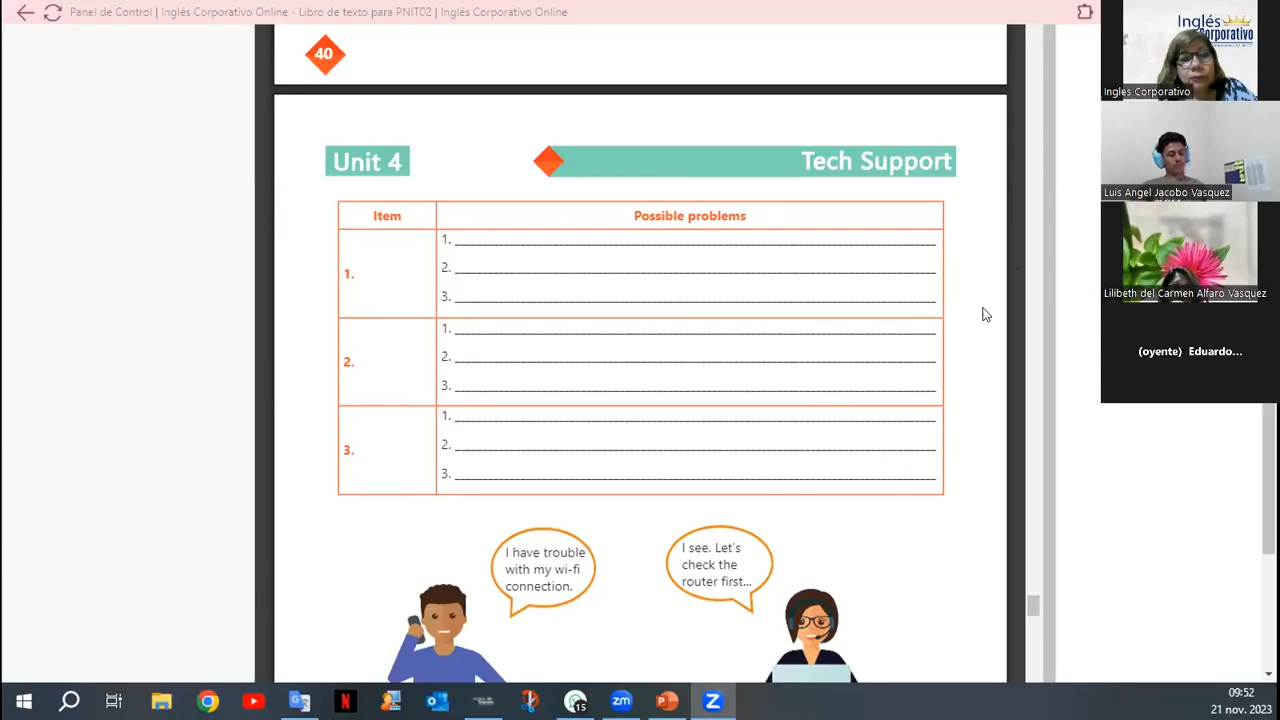 Panel de Control | Inglés Corporativo Online - Libro de texto para PNIT02 | Inglés Corporativo Online
40
Unit 4
Tech Support
Item
Possible problems
1.
1.
2.
3.
2.
1.
2.
3.
3.
1.
2.
3.
I have trouble
with my wi-fi
connection.
I see. Let's
check the
router first...
Inglés
Corporativo
Ingles Corporativo
Luis Angel Jacobo Vasquez
Lilibeth del Carmen Alfaro Vasquez
(oyente) Eduardo...
15
zm
09:52
21 nov. 2023